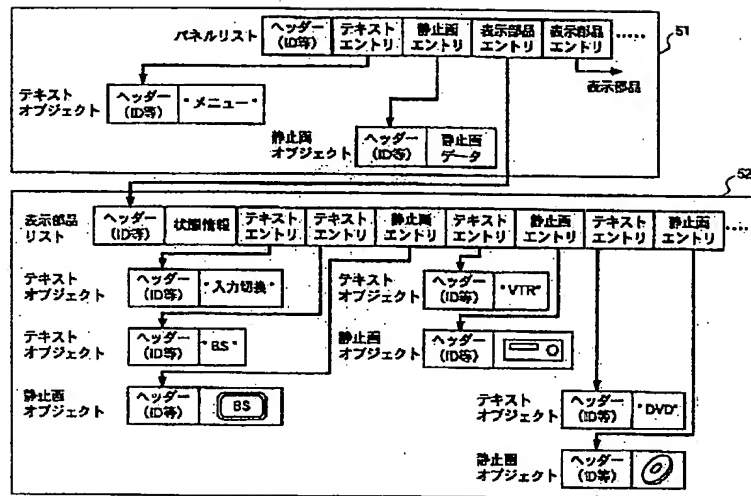 51
パネルリスト
ヘッダー
(ID等)
テキスト
エントリ
静止画
エントリ
表示部品
エントリ
表示部品
エントリ
.....
表示部品
テキスト
オブジェクト
ヘッダー
(ID等)
"メニュー"
静止画
オブジェクト
ヘッダー
(ID等)
静止画
データ
52
表示部品
リスト
ヘッダー
(ID等)
状態情報
テキスト
エントリ
テキスト
エントリ
静止画
エントリ
テキスト
エントリ
静止画
エントリ
テキスト
エントリ
静止画
エントリ
....
テキスト
オブジェクト
ヘッダー
(ID等)
"入力切換"
テキスト
オブジェクト
ヘッダー
(ID等)
"VTR"
テキスト
オブジェクト
ヘッダー
(ID等)
"BS"
静止画
オブジェクト
ヘッダー
(ID等)
静止画
オブジェクト
ヘッダー
(ID等)
BS
テキスト
オブジェクト
ヘッダー
(ID等)
"DVD"
静止画
オブジェクト
ヘッダー
(ID等)